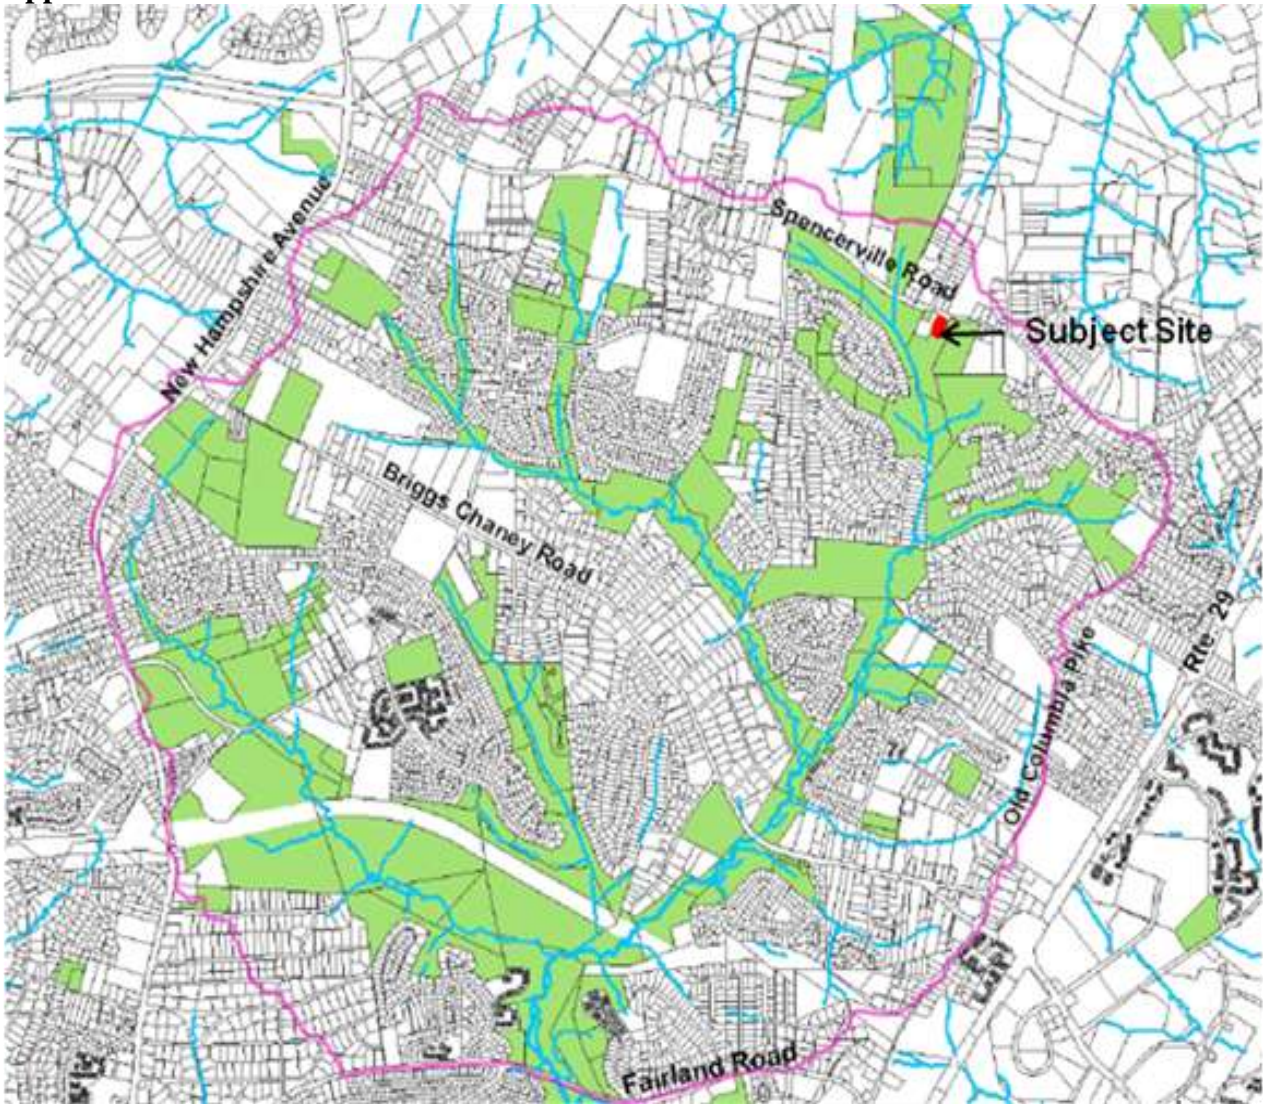 New Hampshire Avenue
Spencerville Road
Subject Site
Briggs Chaney Road
Rte 29
Old Columbia Pike
Fairland Road